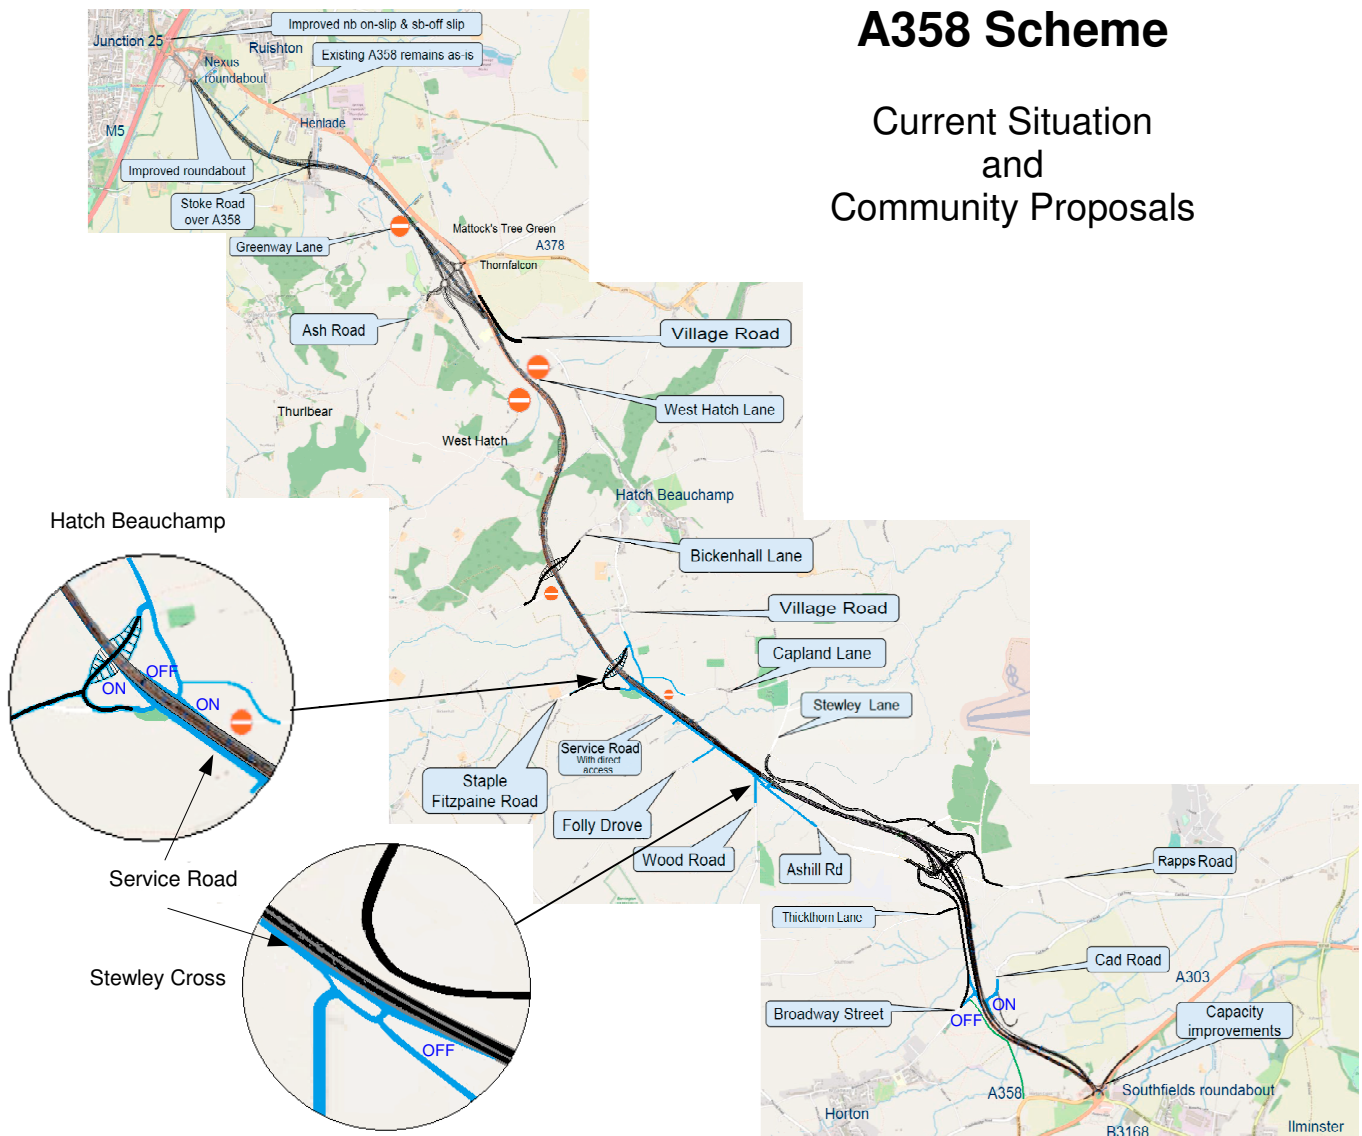 A358 Scheme
Current Situation
and
Community Proposals
Improved nb on-slip & sb-off slip
Junction 25
Ruishton
Existing A358 remains as-is
Nexus
roundabout
M5
Henlade
Improved roundabout
Stoke Road
over A358
Greenway Lane
Mattock's Tree Green
A378
Thornfalcon
Ash Road
Village Road
West Hatch Lane
Thurlbear
West Hatch
Hatch Beauchamp
Hatch Beauchamp
Bickenhall Lane
Village Road
Capland Lane
Stewley Lane
OFF
ON
ON
Service Road
With direct
access
Staple
Fitzpaine Road
Folly Drove
Wood Road
Ashill Rd
Rapps Road
Service Road
Thickthorn Lane
Stewley Cross
Cad Road
A303
Broadway Street
OFF
ON
Capacity
improvements
OFF
A358
Southfields roundabout
Horton
B3168
Ilminster